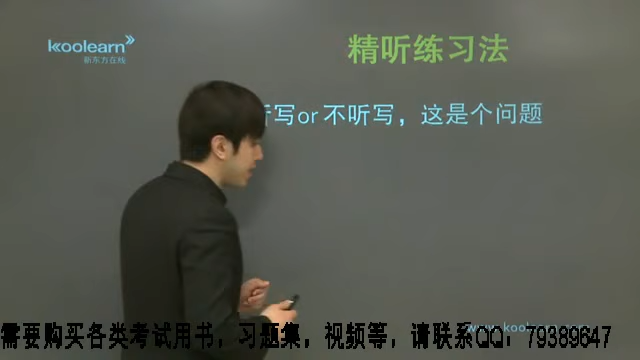 koolearn
新东方在线
精听练习法
写or不听写，这是个问题
需要购买各类考试用书，习题集，视频等，请联系QQ：79389647